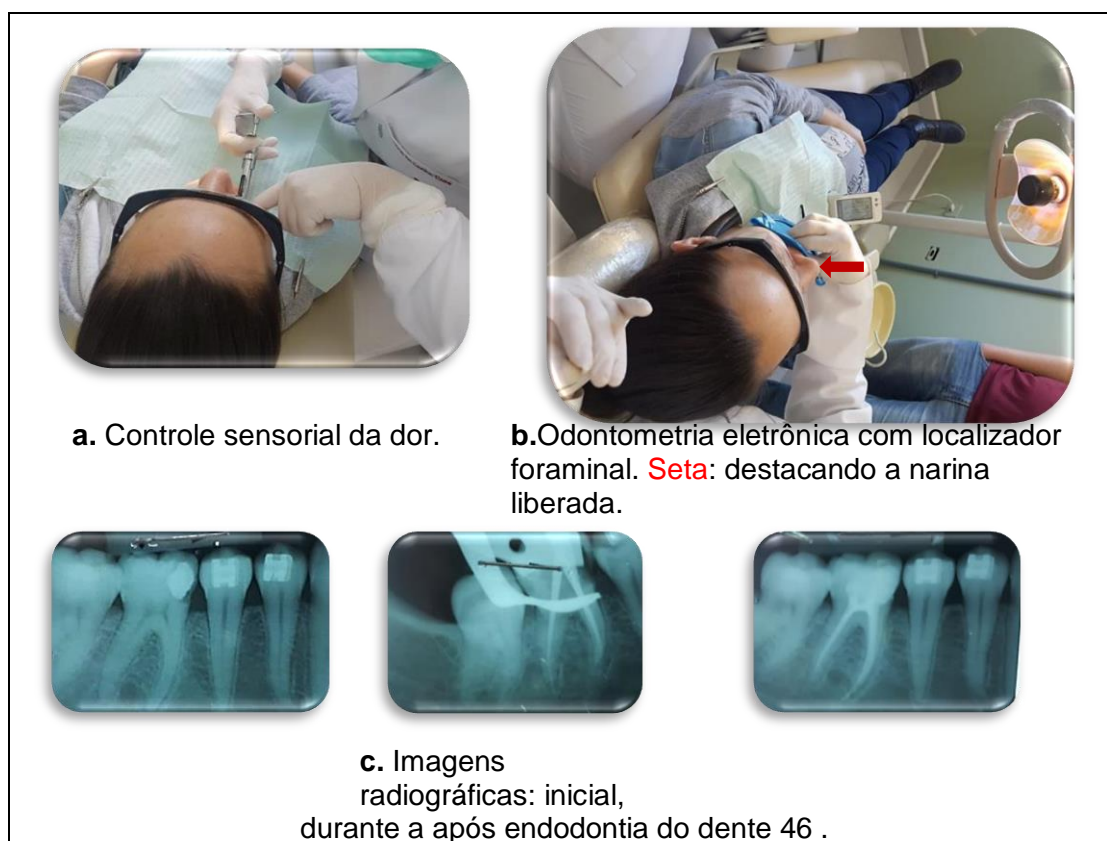 a. Controle sensorial da dor.
b.Odontometria eletrônica com localizador
foraminal. Seta: destacando a narina
liberada.
c. Imagens
radiográficas: inicial,
durante a após endodontia do dente 46 .